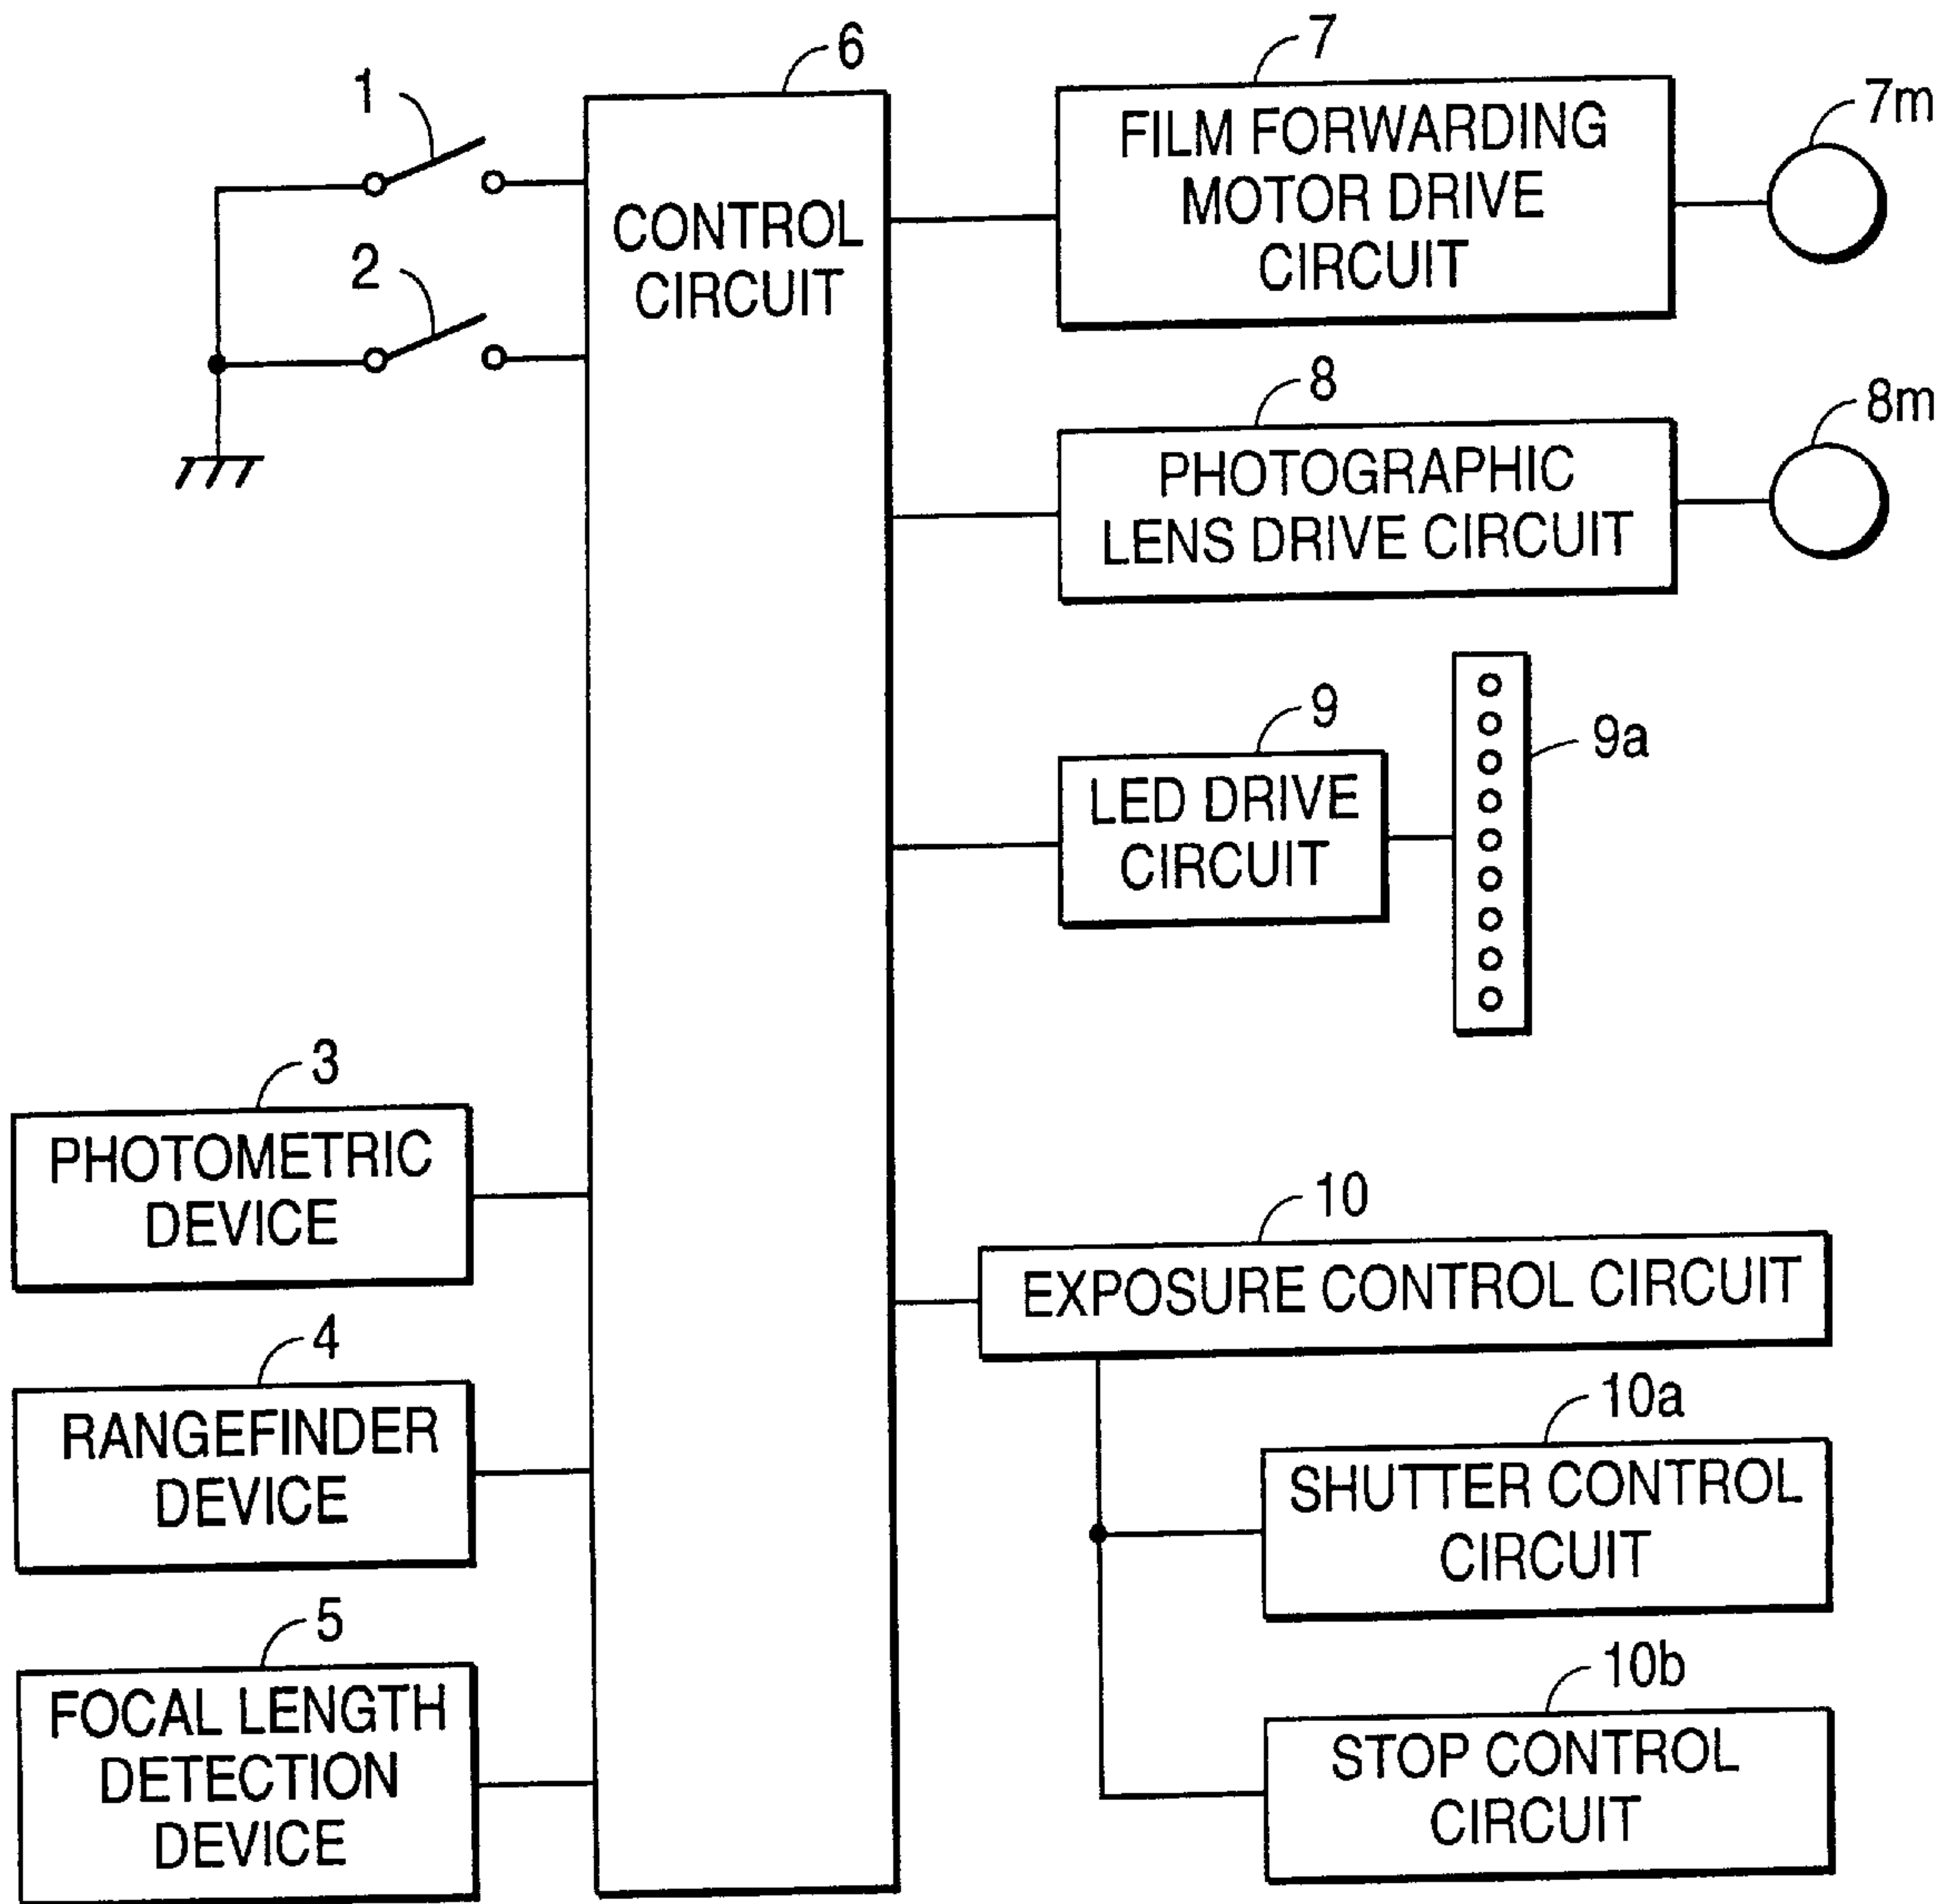 1
2
6
CONTROL
CIRCUIT
7
FILM FORWARDING
MOTOR DRIVE
CIRCUIT
7m
8
PHOTOGRAPHIC
LENS DRIVE CIRCUIT
8m
9
LED DRIVE
CIRCUIT
9a
3
PHOTOMETRIC
DEVICE
4
RANGEFINDER
DEVICE
5
FOCAL LENGTH
DETECTION
DEVICE
10
EXPOSURE CONTROL CIRCUIT
10a
SHUTTER CONTROL
CIRCUIT
10b
STOP CONTROL
CIRCUIT